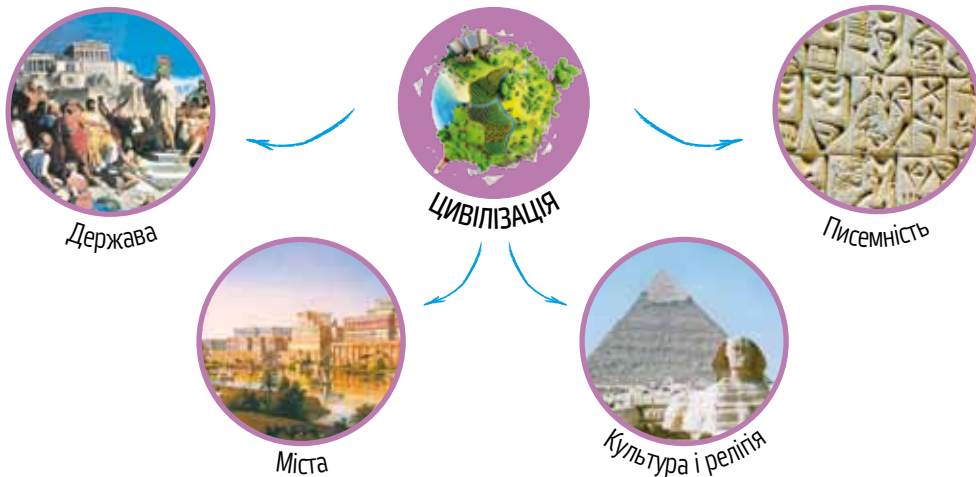 ЦИВІЛІЗАЦІЯ
Держава
Писемність
Міста
Культура і релігія